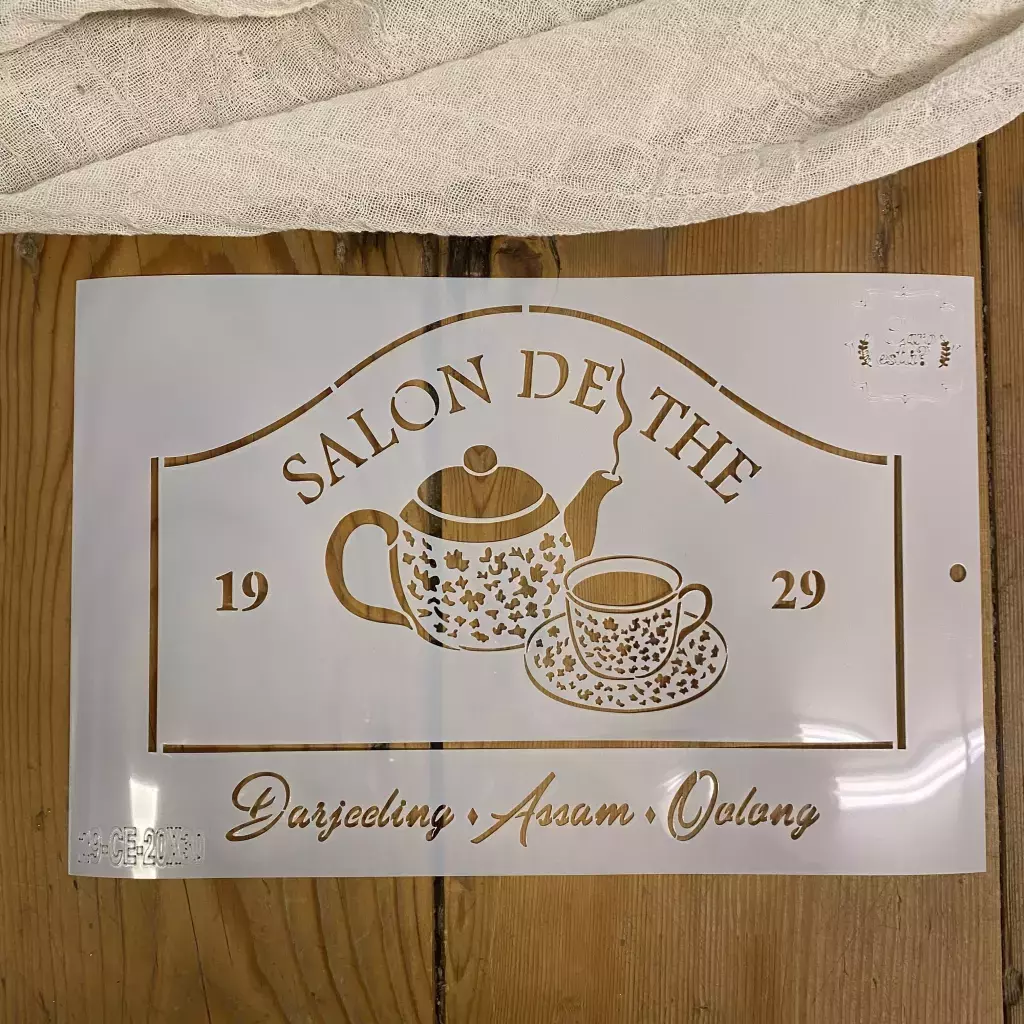 SALON DE THE
19 29
Darjeeling • Assam • Oolong